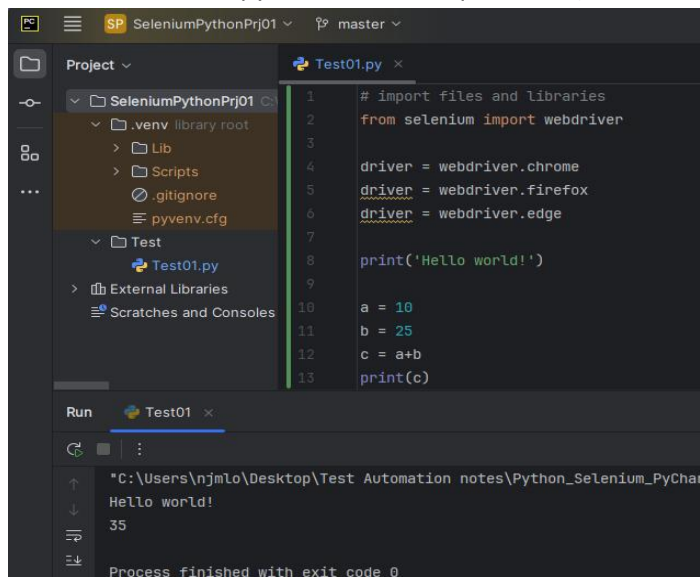 PC
SP SeleniumPythonPrj01
master
Project
Test01.py
SeleniumPythonPrj01 C:\
.venv library root
Lib
Scripts
.gitignore
pyvenv.cfg
Test
Test01.py
External Libraries
Scratches and Consoles
1 # import files and libraries
2 from selenium import webdriver
3
4 driver = webdriver.chrome
5 driver = webdriver.firefox
6 driver = webdriver.edge
7
8 print('Hello world!')
9
10 a = 10
11 b = 25
12 c = a+b
13 print(c)
Run Test01
"C:\Users\njmlo\Desktop\Test Automation notes\Python_Selenium_PyChar
Hello world!
35
Process finished with exit code 0